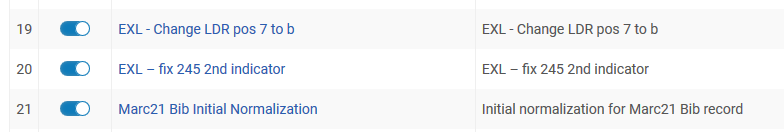 19 EXL - Change LDR pos 7 to b EXL - Change LDR pos 7 to b
20 EXL – fix 245 2nd indicator EXL – fix 245 2nd indicator
21 Marc21 Bib Initial Normalization Initial normalization for Marc21 Bib record